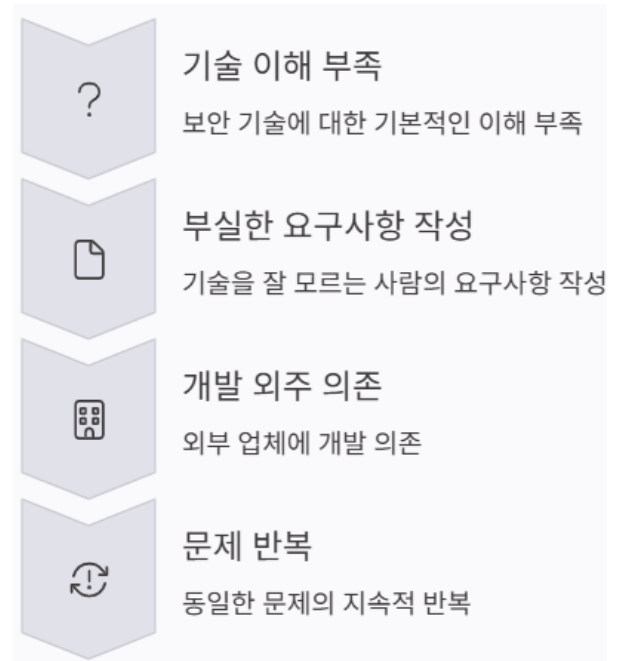 기술 이해 부족
보안 기술에 대한 기본적인 이해 부족
부실한 요구사항 작성
기술을 잘 모르는 사람의 요구사항 작성
개발 외주 의존
외부 업체에 개발 의존
문제 반복
동일한 문제의 지속적 반복